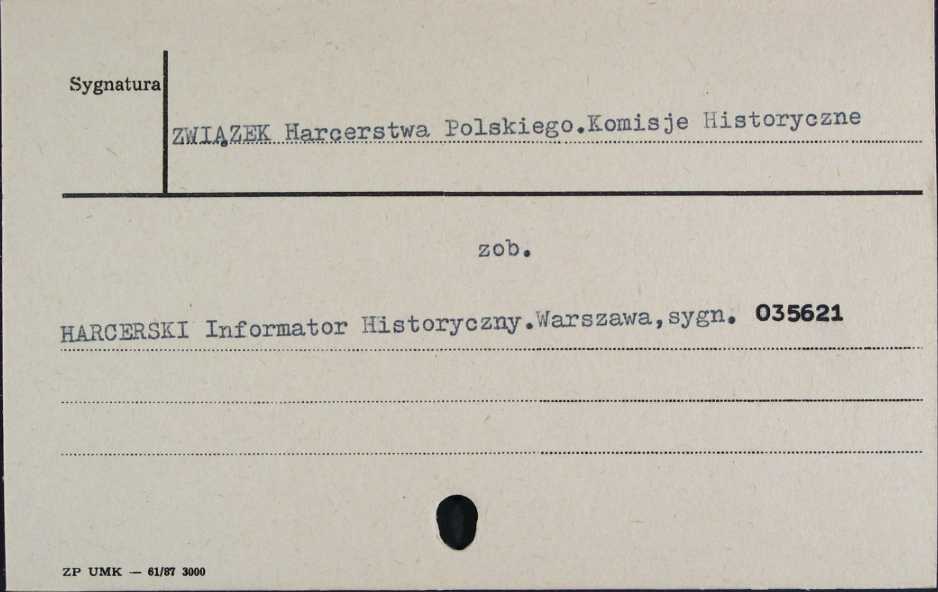 Sygnatura
ZWIĄZEK Harcerstwa Polskiego.Komisje Historyczne
zob.
HARCERSKI Informator Historyczny.Warszawa,sygn. 035621
ZP UMK — 61/87 3000